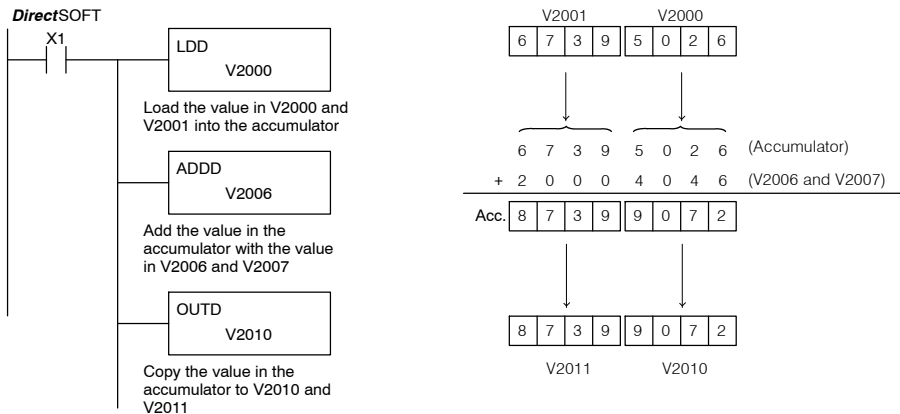 DirectSOFT
X1
LDD
V2000
Load the value in V2000 and
V2001 into the accumulator
ADDD
V2006
Add the value in the
accumulator with the value
in V2006 and V2007
OUTD
V2010
Copy the value in the
accumulator to V2010 and
V2011
V2001 V2000
6 7 3 9 5 0 2 6
6 7 3 9 5 0 2 6 (Accumulator)
+ 2 0 0 0 4 0 4 6 (V2006 and V2007)
Acc. 8 7 3 9 9 0 7 2
8 7 3 9 9 0 7 2
V2011 V2010